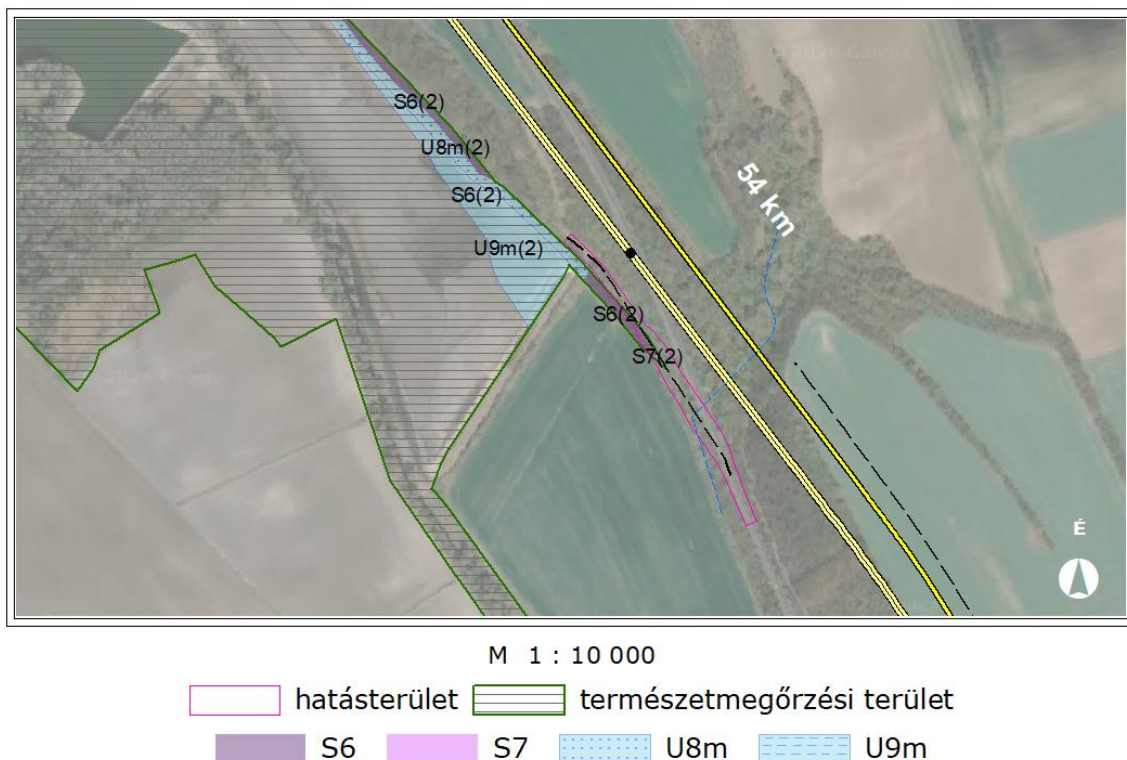 S6(2)
U8m(2)
S6(2)
U9m(2)
54 km
S6(2)
S7(2)
É
M 1 : 10 000
hatásterület természetmegőrzési terület
S6 S7 U8m U9m